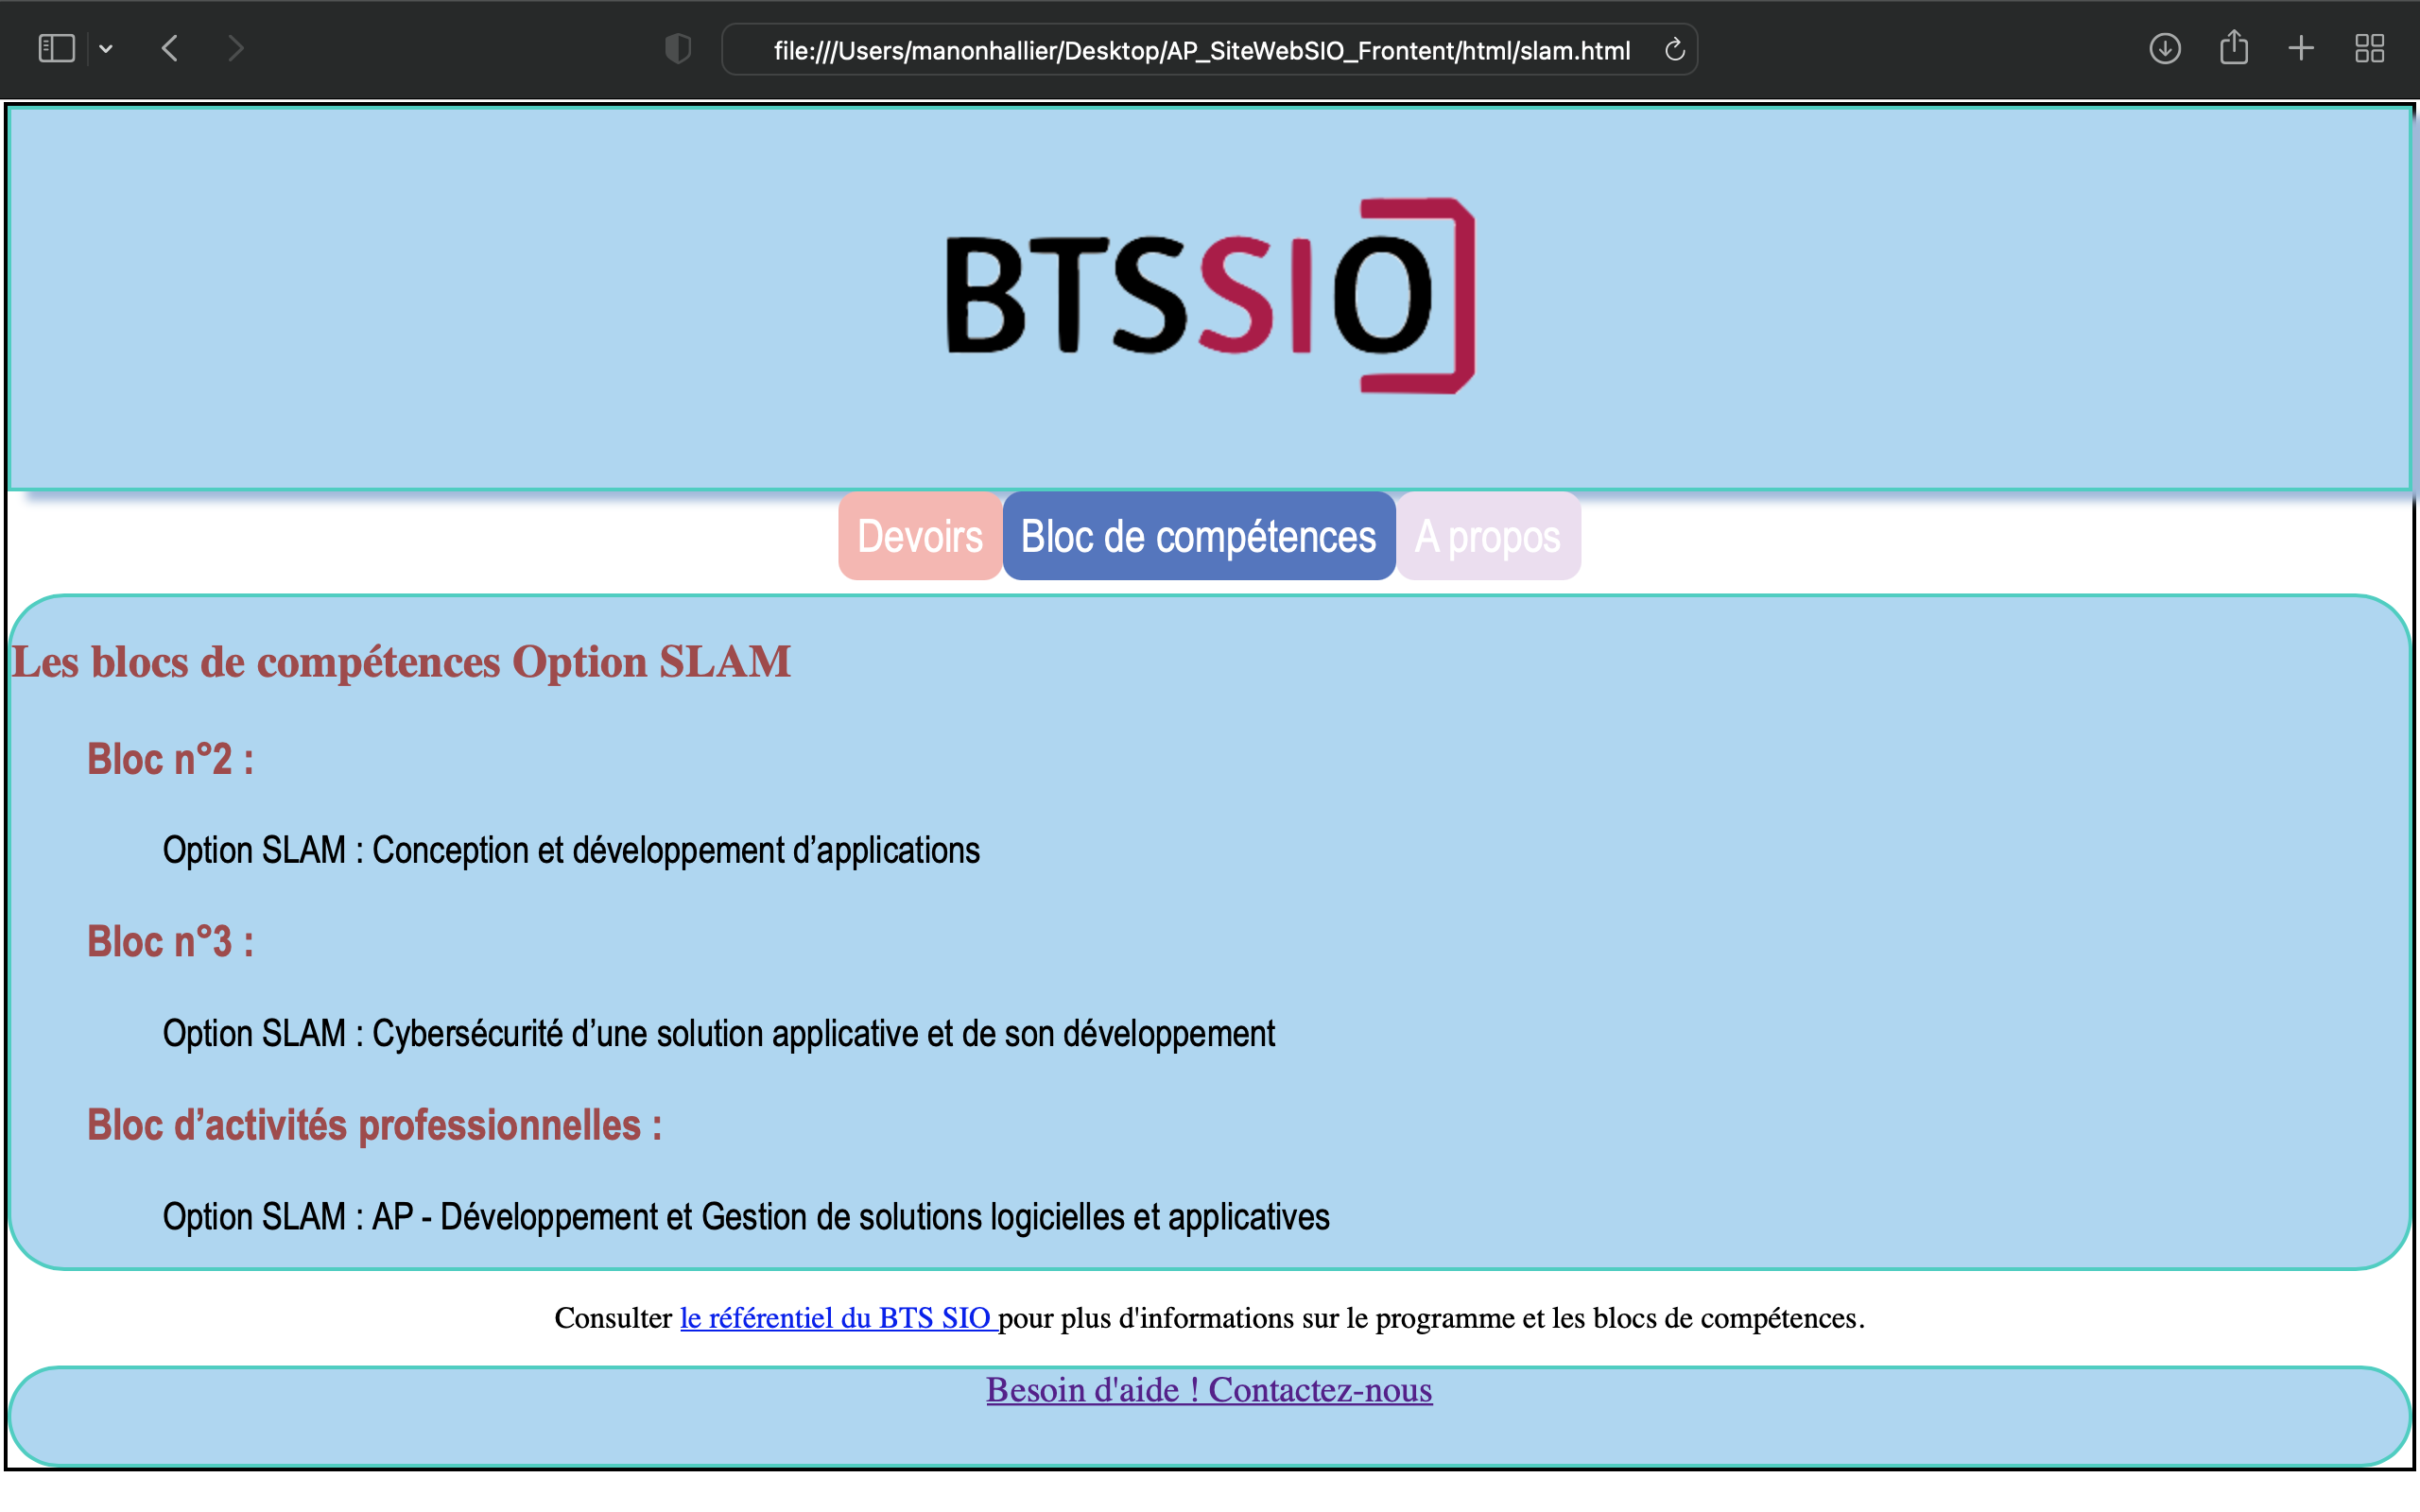 file:///Users/manonhallier/Desktop/AP_SiteWebSIO_Frontent/html/slam.html
BTSSIO
Devoirs Bloc de compétences A propos
Les blocs de compétences Option SLAM
Bloc n°2 :
Option SLAM : Conception et développement d’applications
Bloc n°3 :
Option SLAM : Cybersécurité d’une solution applicative et de son développement
Bloc d’activités professionnelles :
Option SLAM : AP - Développement et Gestion de solutions logicielles et applicatives
Consulter le référentiel du BTS SIO pour plus d'informations sur le programme et les blocs de compétences.
Besoin d'aide ! Contactez-nous